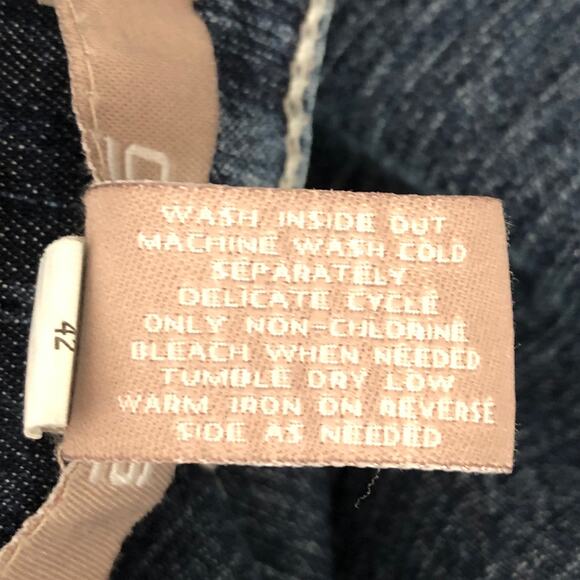 WASH INSIDE OUT
MACHINE WASH COLD
SEPARATELY
DELICATE CYCLE
ONLY NON-CHLORINE
BLEACH WHEN NEEDED
TUMBLE DRY LOW
WARM IRON ON REVERSE
SIDE AS NEEDED
42